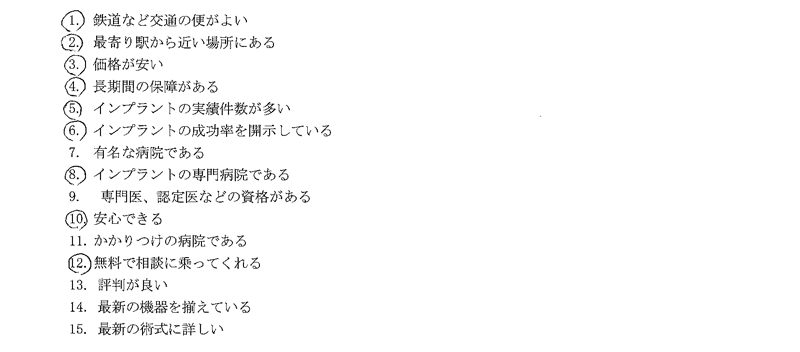 1. 鉄道など交通の便がよい
2. 最寄り駅から近い場所にある
3. 価格が安い
4. 長期間の保障がある
5. インプラントの実績件数が多い
6. インプラントの成功率を開示している
7. 有名な病院である
8. インプラントの専門病院である
9. 専門医、認定医などの資格がある
10. 安心できる
11. かかりつけの病院である
12. 無料で相談に乗ってくれる
13. 評判が良い
14. 最新の機器を揃えている
15. 最新の術式に詳しい